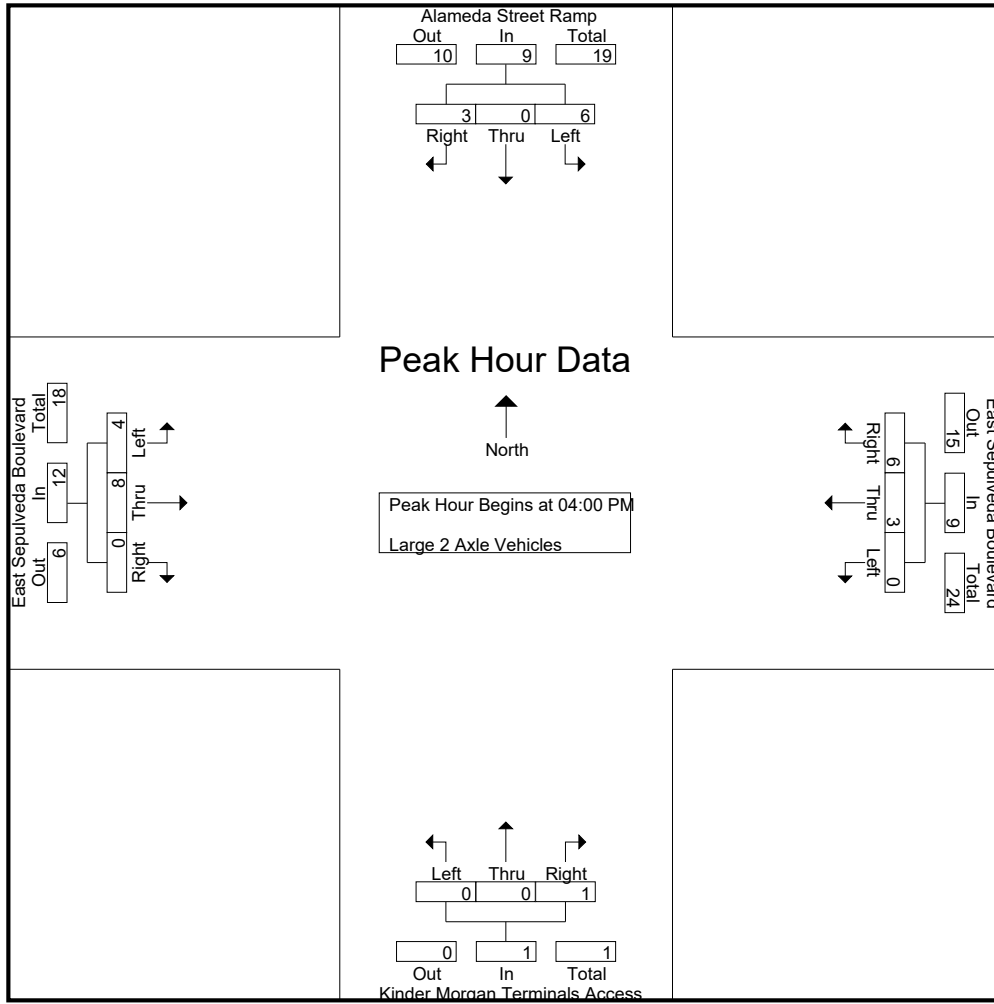 Alameda Street Ramp
Out In Total
10 9 19
3 0 6
Right Thru Left
Peak Hour Data
North
Peak Hour Begins at 04:00 PM
Large 2 Axle Vehicles
East Sepulveda Boulevard
Out In Total
6 12 18
4 8 0
Left Thru Right
East Sepulveda Boulevard
Out In Total
15 9 24
Right Thru Left
6 3 0
Left Thru Right
0 0 1
0 1 1
Out In Total
Kinder Morgan Terminals Access